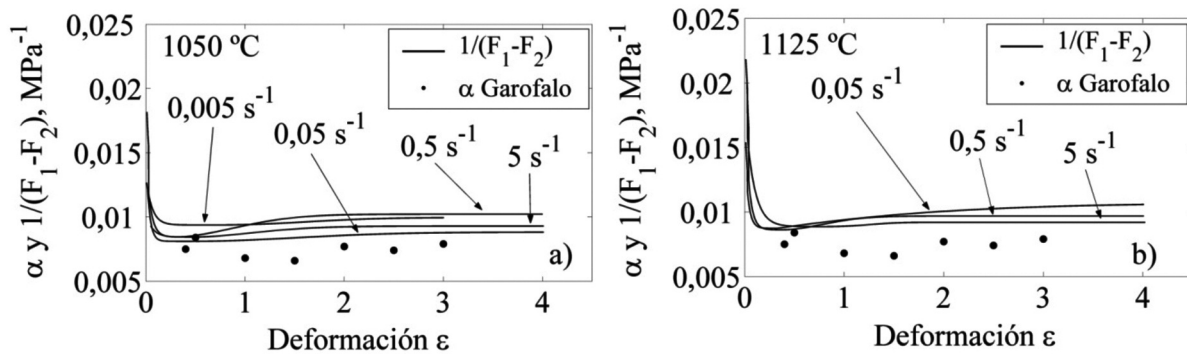 α y 1/(F₁-F₂), MPa⁻¹
0,025
0,02
0,015
0,01
0,005
1050 ºC
1/(F₁-F₂)
α Garofalo
0,005 s⁻¹
0,05 s⁻¹
0,5 s⁻¹
5 s⁻¹
a)
0 1 2 3 4
Deformación ε
α y 1/(F₁-F₂), MPa⁻¹
0,025
0,02
0,015
0,01
0,005
1125 ºC
1/(F₁-F₂)
α Garofalo
0,05 s⁻¹
0,5 s⁻¹
5 s⁻¹
b)
0 1 2 3 4
Deformación ε